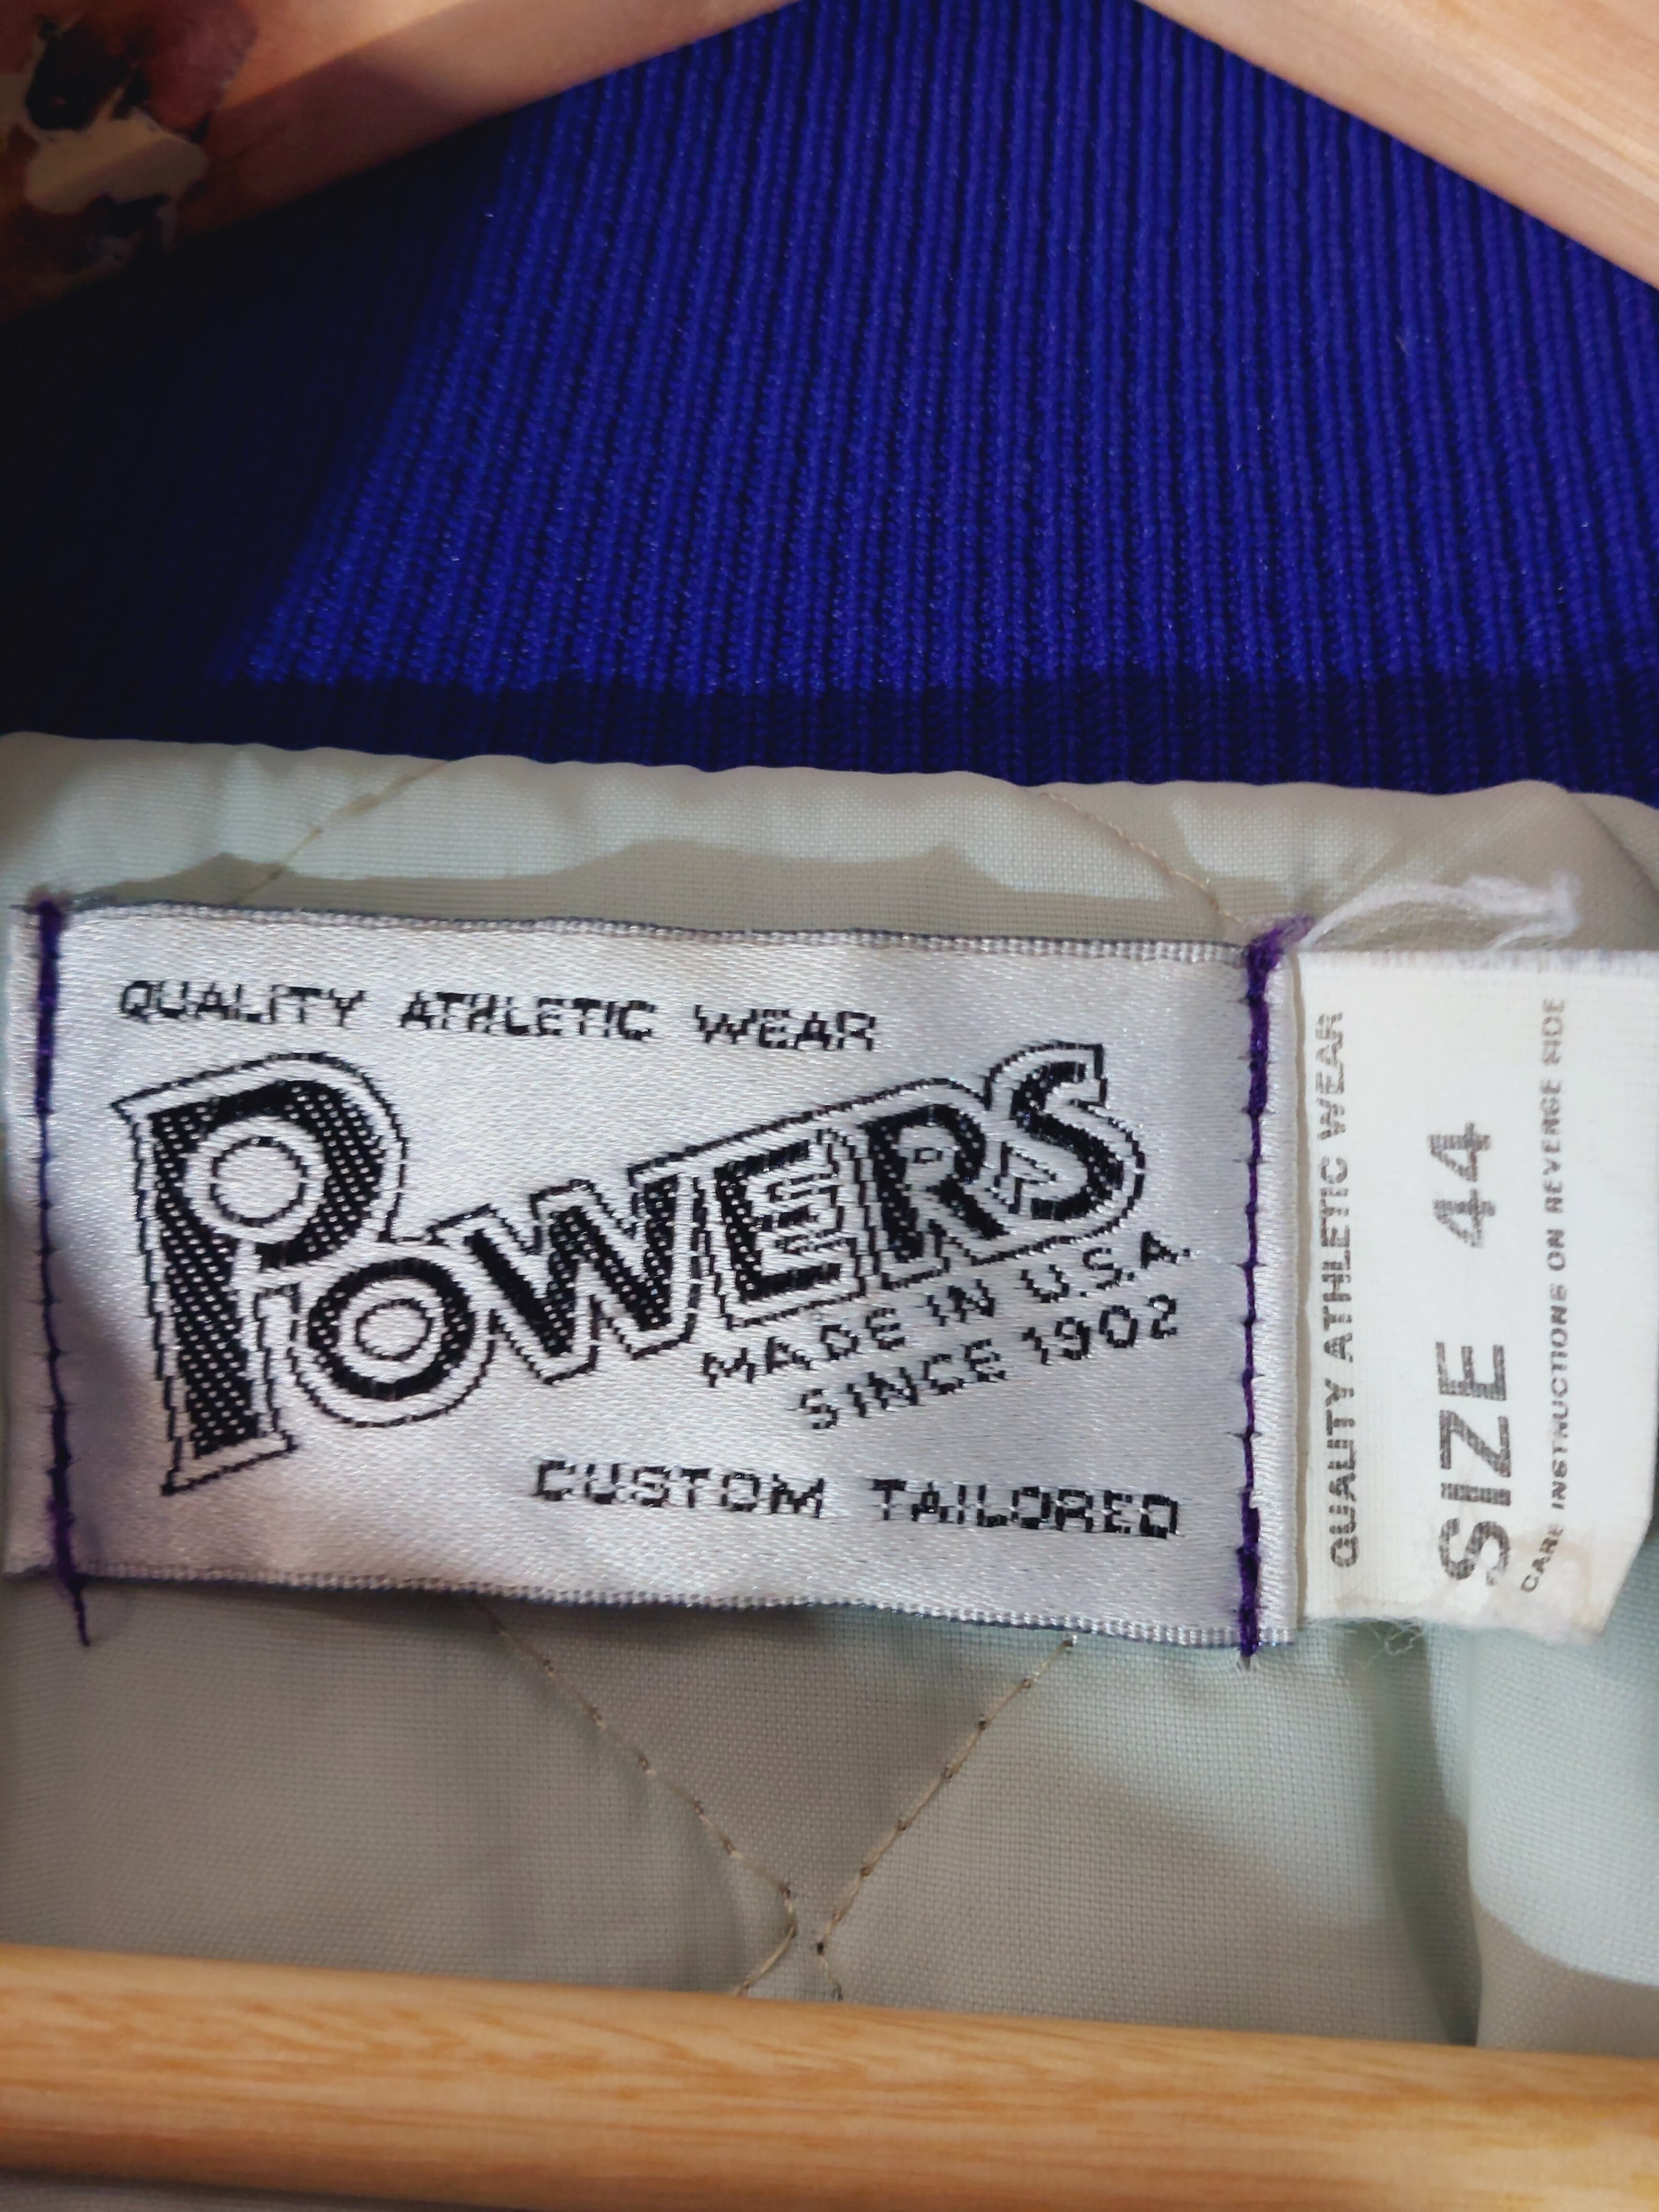 QUALITY ATHLETIC WEAR
POWERS
MADE IN U.S.A.
SINCE 1902
CUSTOM TAILORED
QUALITY ATHLETIC WEAR
SIZE 44
CARE INSTRUCTIONS ON REVERSE SIDE